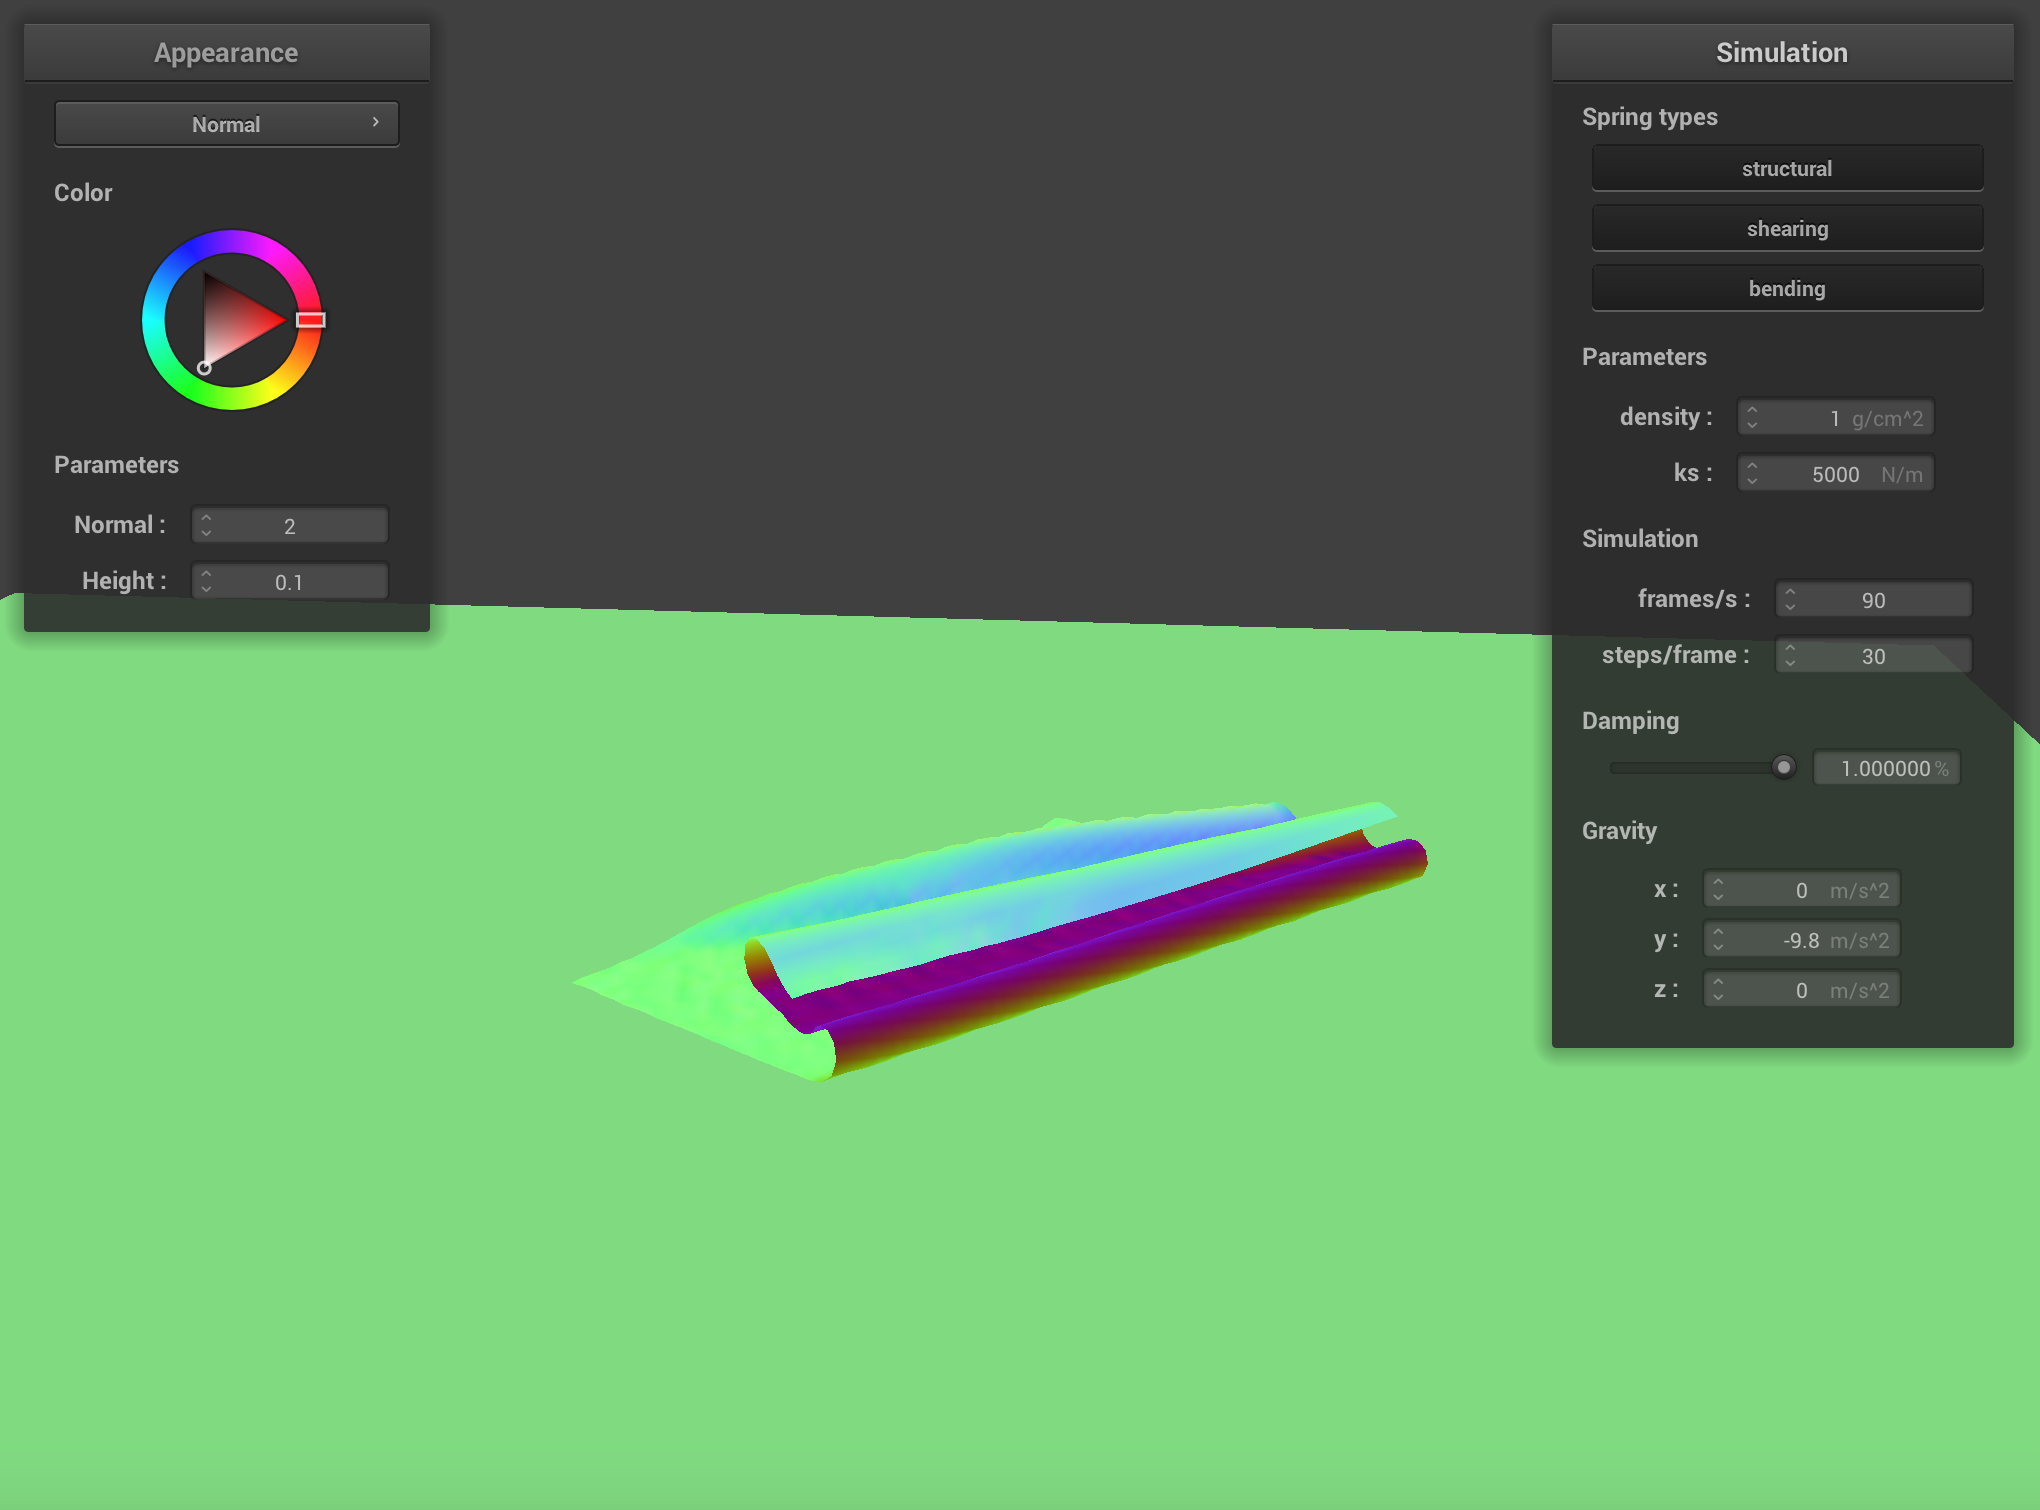 Appearance
Normal
Color
Parameters
Normal : 2
Height : 0.1
Simulation
Spring types
structural
shearing
bending
Parameters
density : 1 g/cm^2
ks : 5000 N/m
Simulation
frames/s : 90
steps/frame : 30
Damping
1.000000 %
Gravity
x : 0 m/s^2
y : -9.8 m/s^2
z : 0 m/s^2